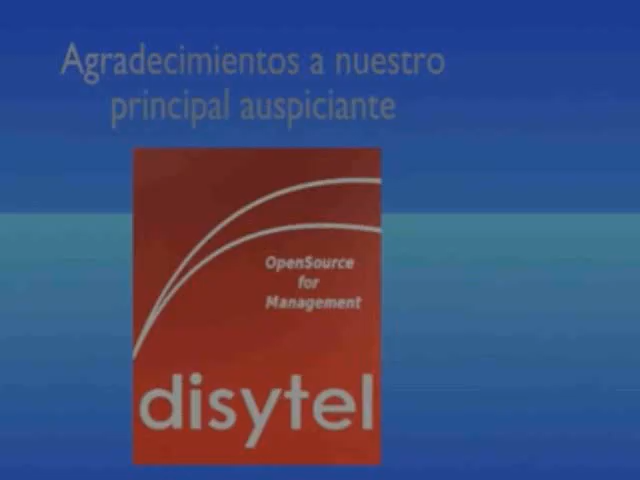 Agradecimientos a nuestro
principal auspiciante
OpenSource
for
Management
disytel